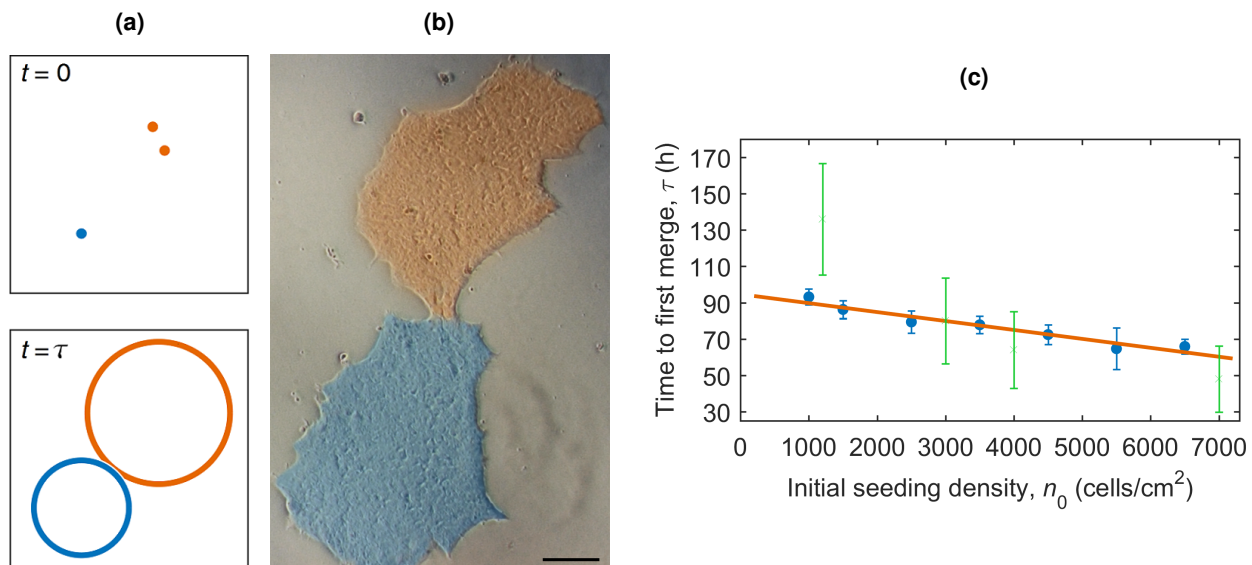 (a)
t = 0
t = τ
(b)
(c)
Time to first merge, τ (h)
170
150
130
110
90
70
50
30
0 1000 2000 3000 4000 5000 6000 7000
Initial seeding density, n₀ (cells/cm²)